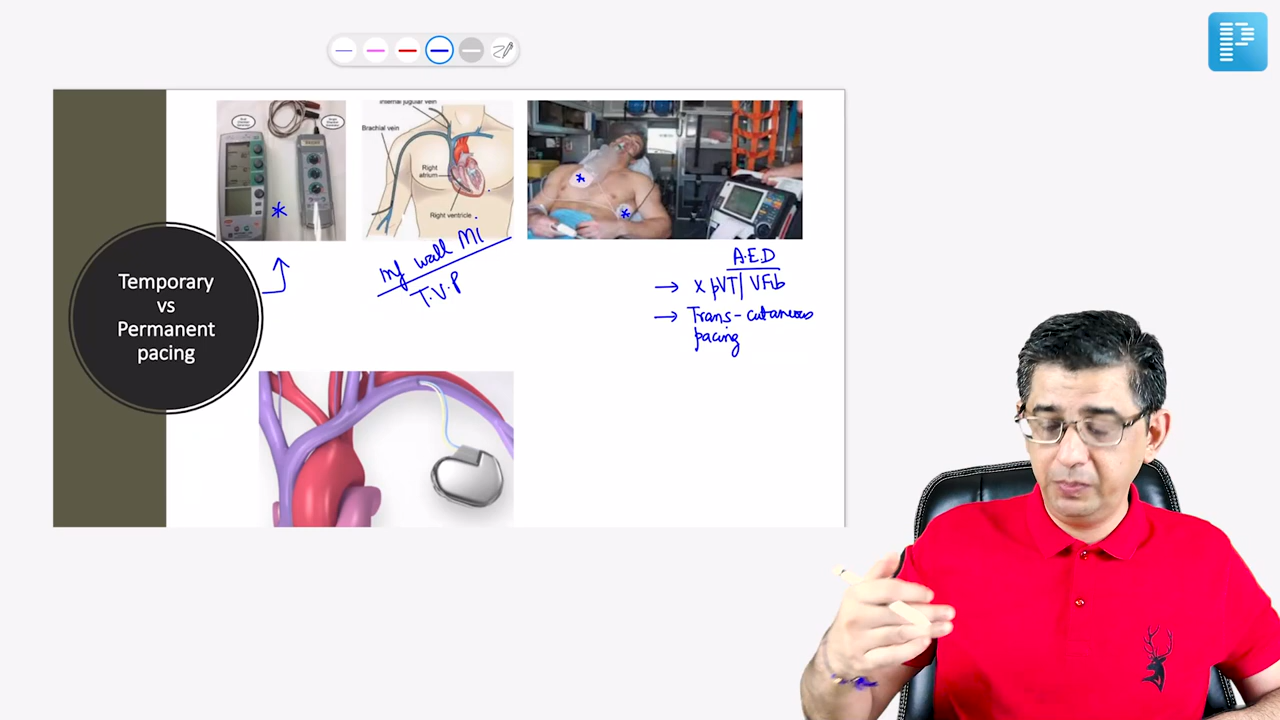 P
Internal jugular vein
Brachial vein
Right
atrium
Right ventricle
Temporary
vs
Permanent
pacing
Inf wall MI
T.V.P
A.E.D
→ x pVT| VFib
→ Trans-cutaneous
pacing